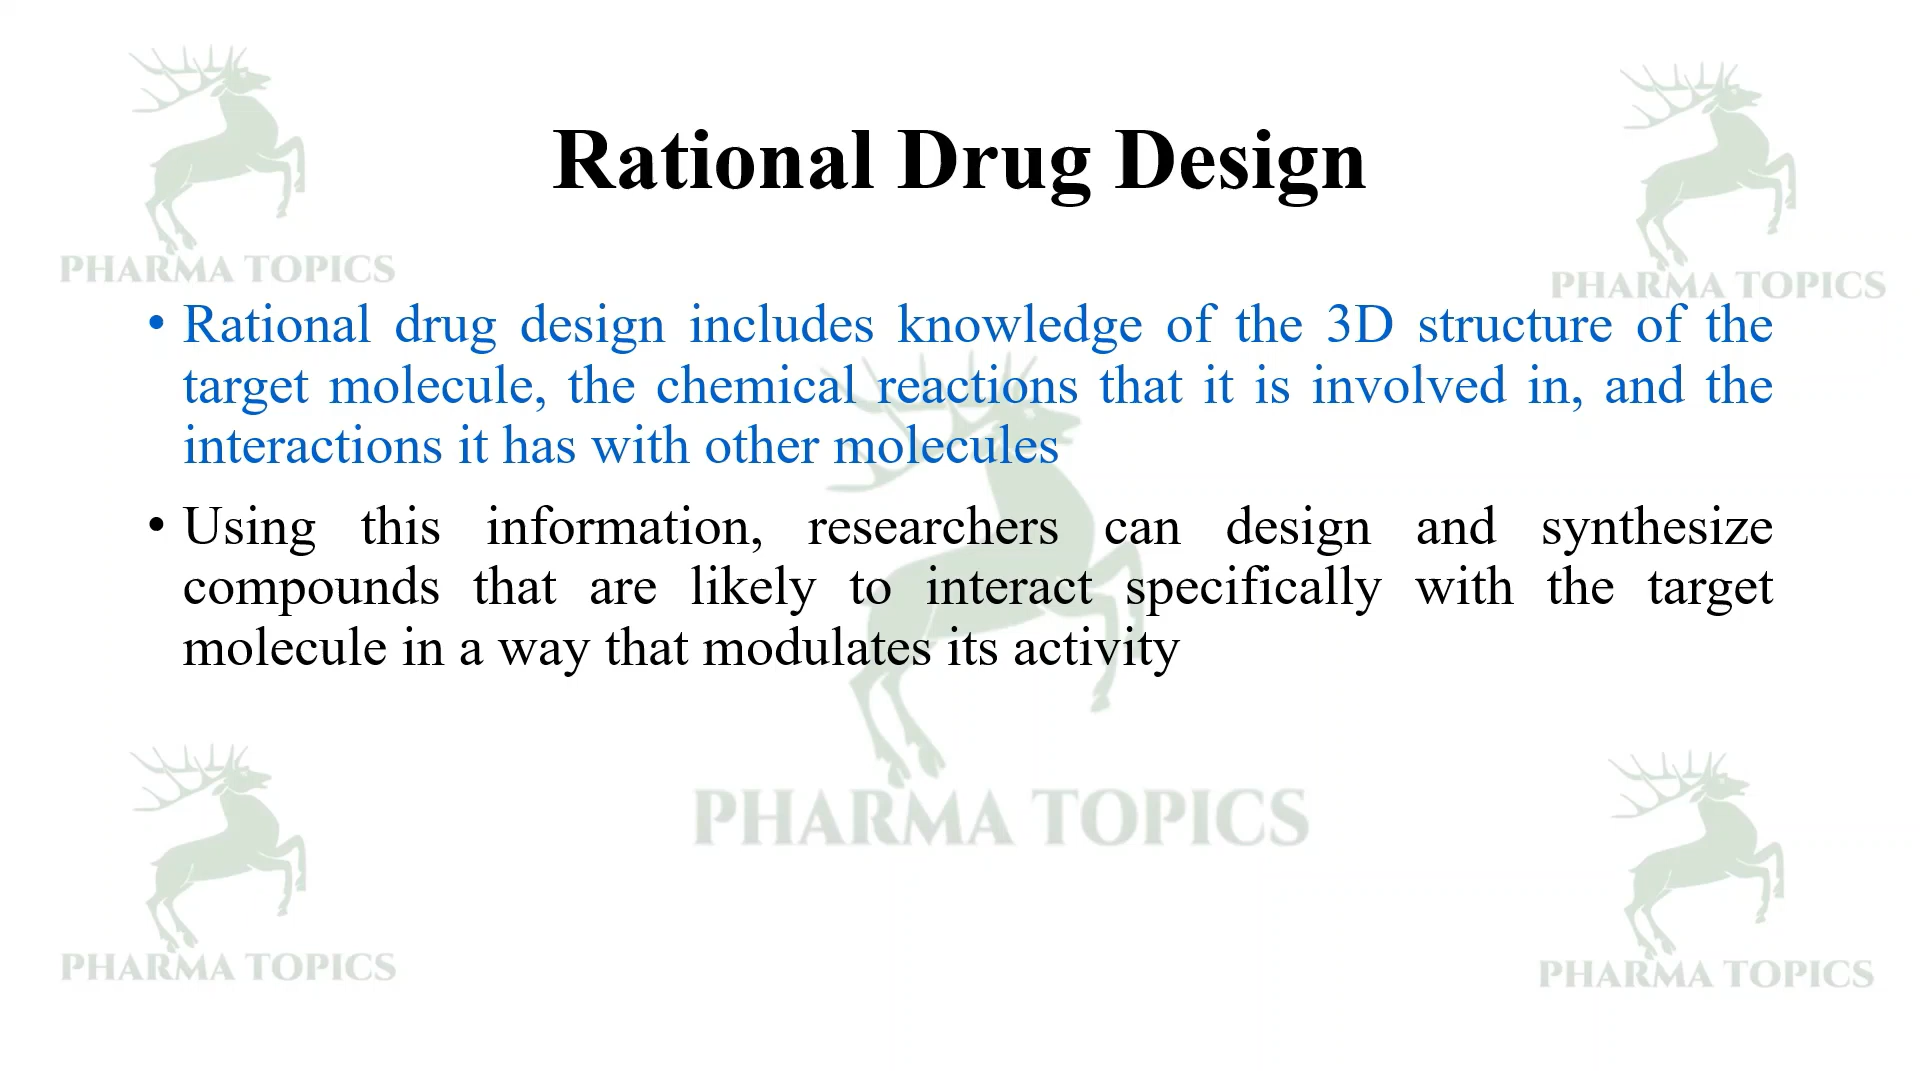 Rational Drug Design
PHARMA TOPICS
PHARMA TOPICS
• Rational drug design includes knowledge of the 3D structure of the
target molecule, the chemical reactions that it is involved in, and the
interactions it has with other molecules
• Using this information, researchers can design and synthesize
compounds that are likely to interact specifically with the target
molecule in a way that modulates its activity
PHARMA TOPICS
PHARMA TOPICS
PHARMA TOPICS